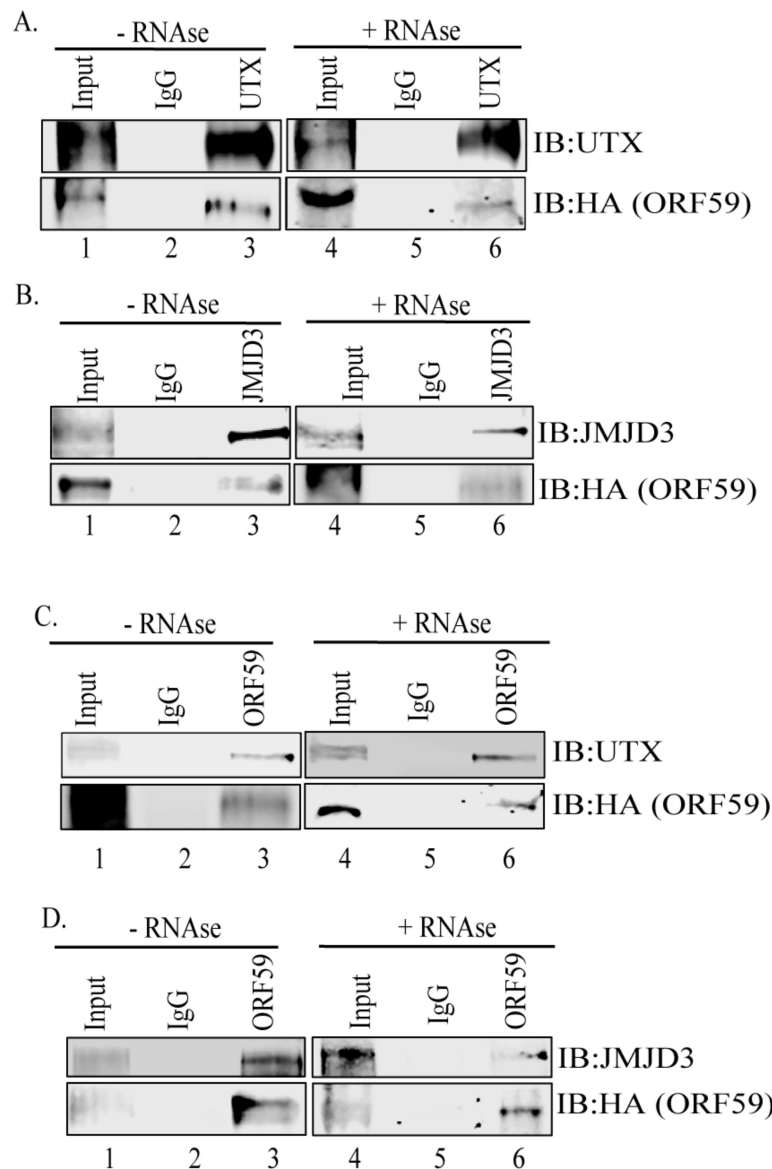 A.
- RNAse + RNAse
Input IgG UTX Input IgG UTX
IB:UTX
IB:HA (ORF59)
1 2 3 4 5 6
B.
- RNAse + RNAse
Input IgG JMJD3 Input IgG JMJD3
IB:JMJD3
IB:HA (ORF59)
1 2 3 4 5 6
C.
- RNAse + RNAse
Input IgG ORF59 Input IgG ORF59
IB:UTX
IB:HA (ORF59)
1 2 3 4 5 6
D.
- RNAse + RNAse
Input IgG ORF59 Input IgG ORF59
IB:JMJD3
IB:HA (ORF59)
1 2 3 4 5 6